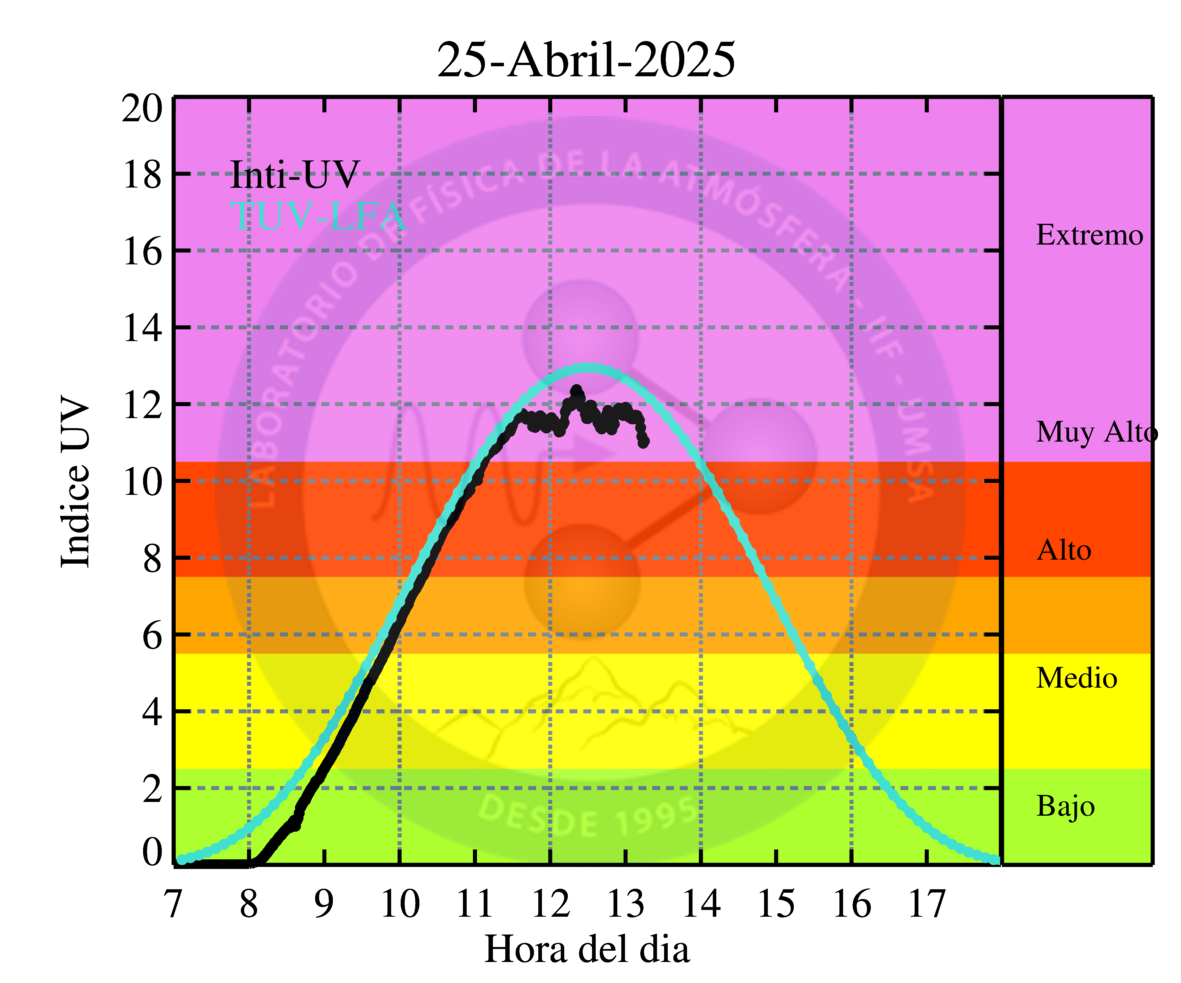 25-Abril-2025
20
18
16
14
12
10
8
6
4
2
0
Indice UV
Inti-UV
TUV-LFA
LABORATORIO DE FÍSICA DE LA ATMÓSFERA - IIF - UMSA
DESDE 1995
Extremo
Muy Alto
Alto
Medio
Bajo
7 8 9 10 11 12 13 14 15 16 17
Hora del dia